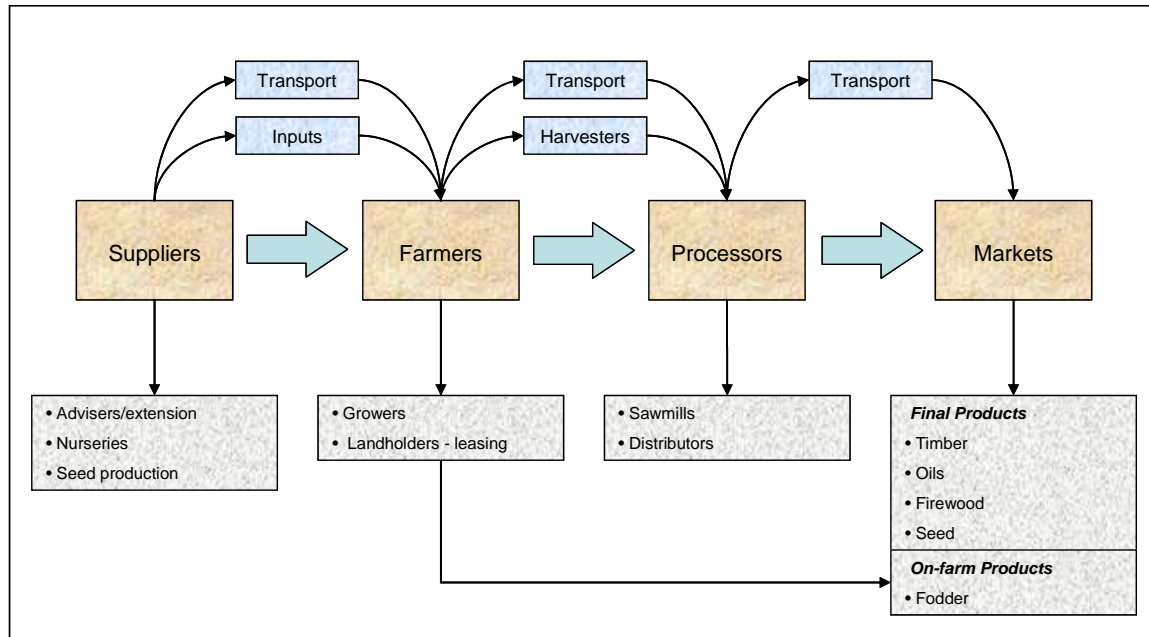 Transport
Transport
Transport
Inputs
Harvesters
Suppliers
Farmers
Processors
Markets
• Advisers/extension
• Nurseries
• Seed production
• Growers
• Landholders - leasing
• Sawmills
• Distributors
Final Products
• Timber
• Oils
• Firewood
• Seed
On-farm Products
• Fodder